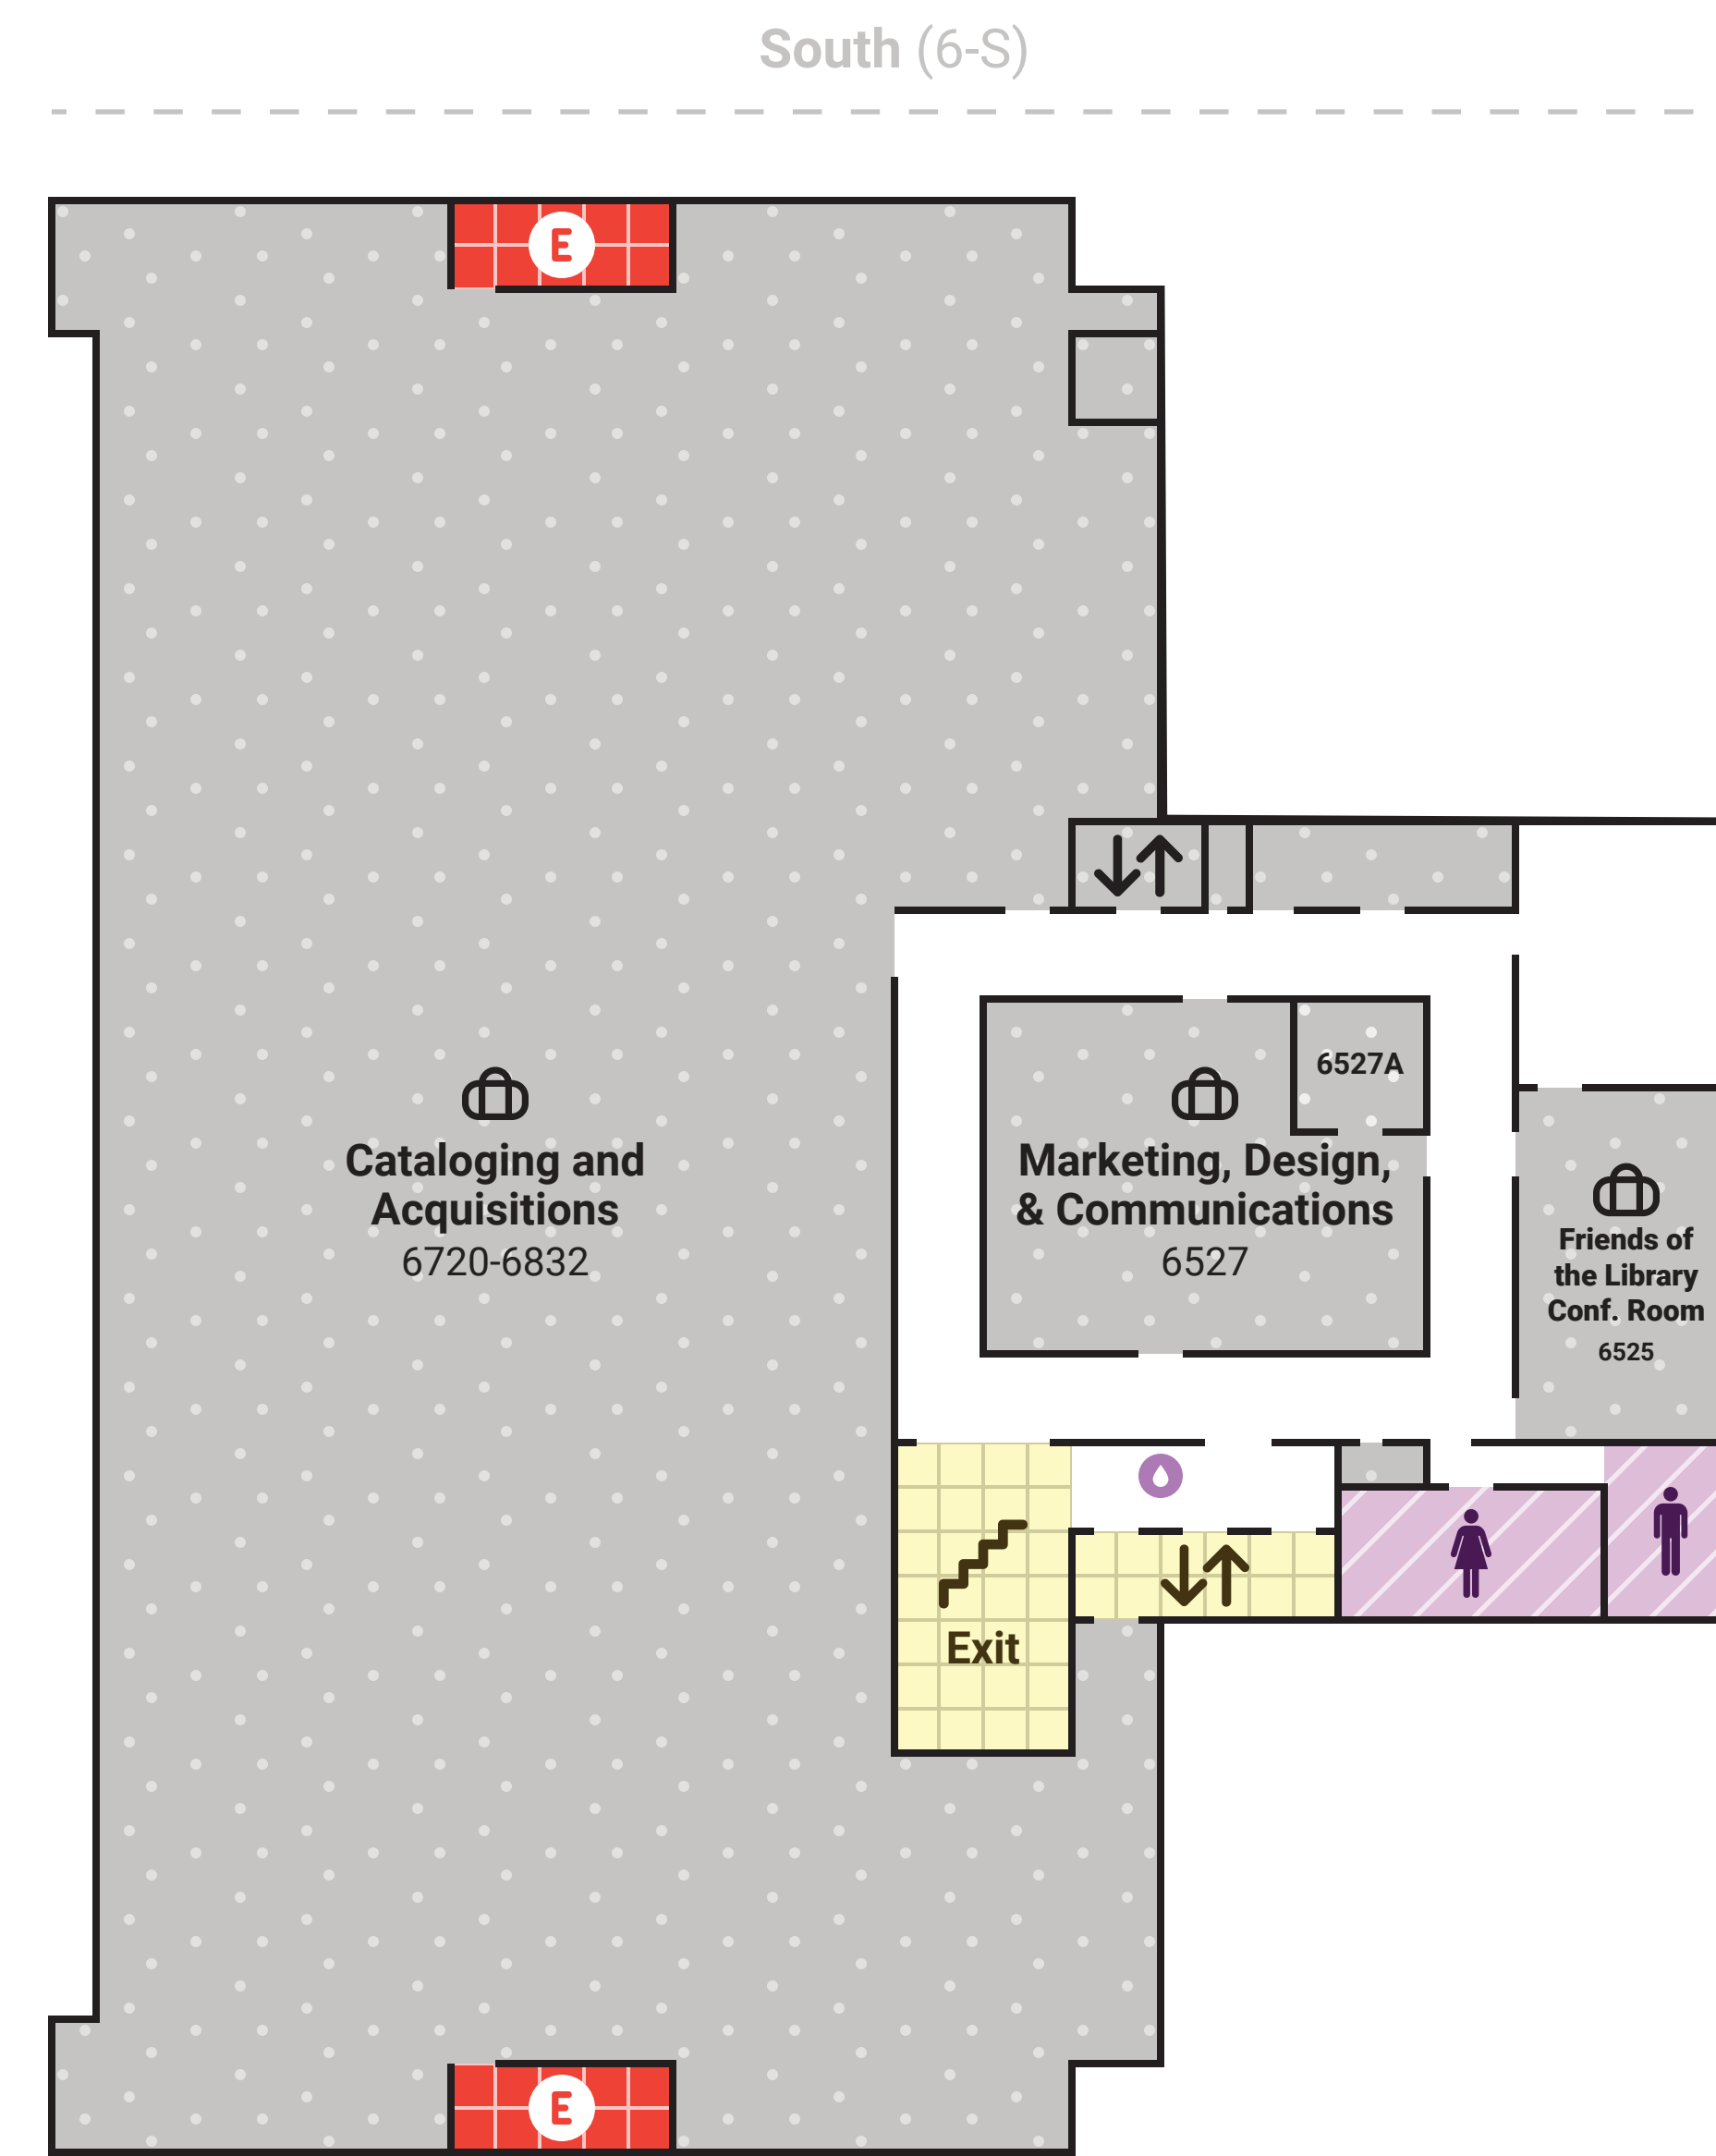 South (6-S)
E
6527A
Cataloging and
Acquisitions
6720-6832
Marketing, Design,
& Communications
6527
Friends of
the Library
Conf. Room
6525
Exit
E